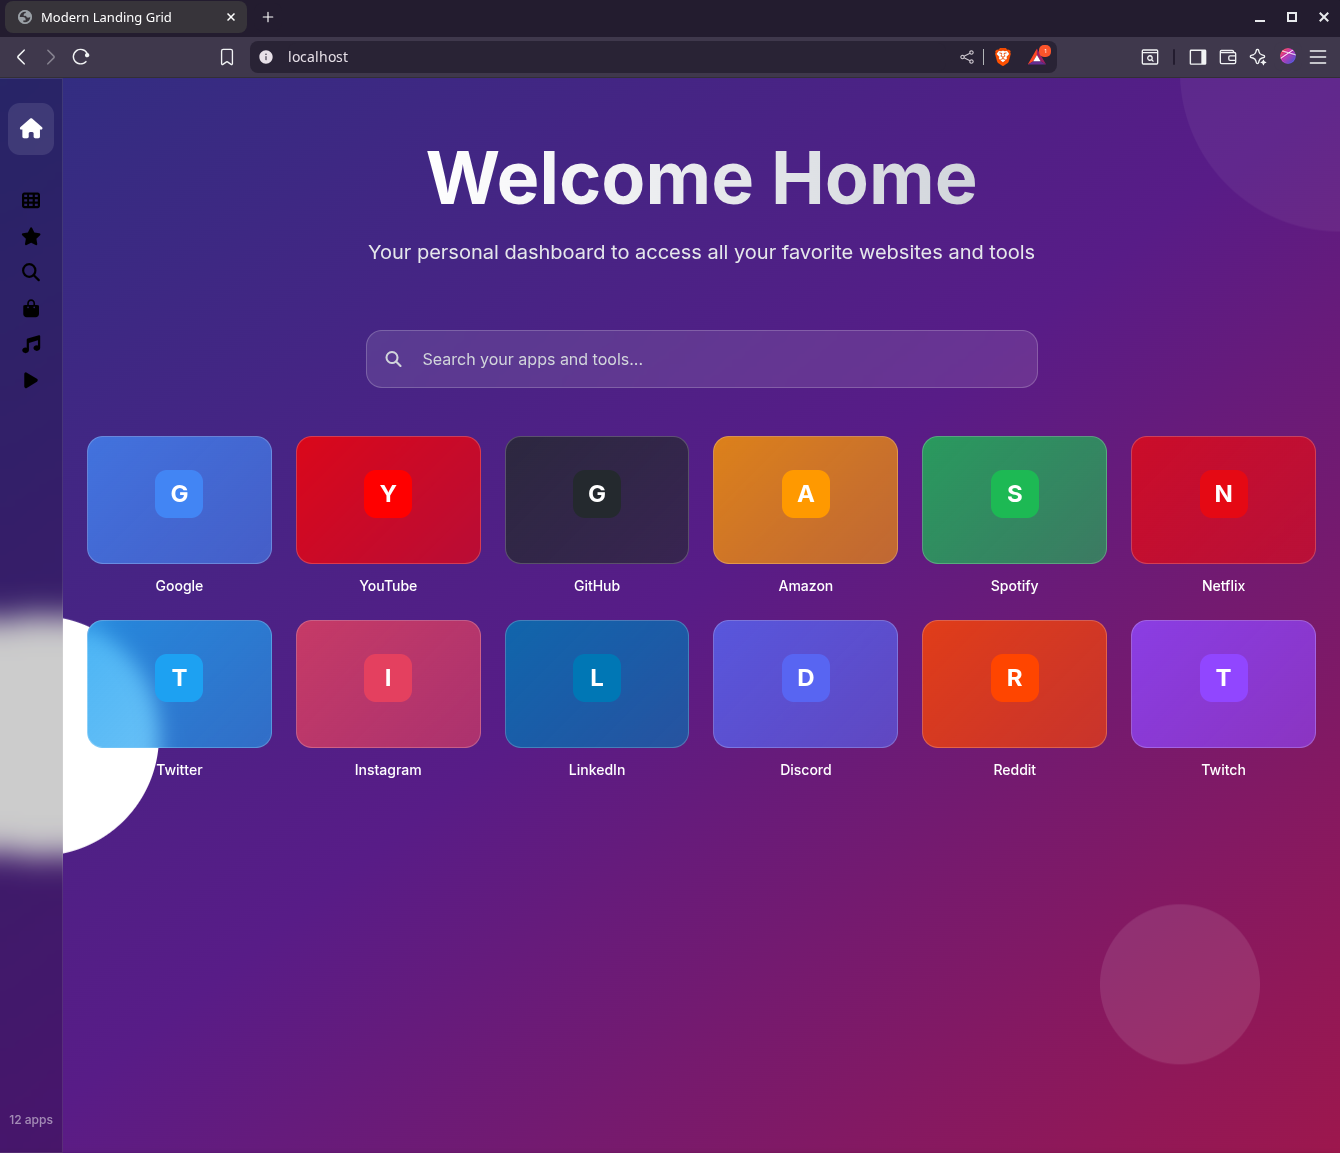 Modern Landing Grid
localhost
1
Welcome Home
Your personal dashboard to access all your favorite websites and tools
Search your apps and tools...
G
Y
G
A
S
N
Google
YouTube
GitHub
Amazon
Spotify
Netflix
T
I
L
D
R
T
Twitter
Instagram
LinkedIn
Discord
Reddit
Twitch
12 apps